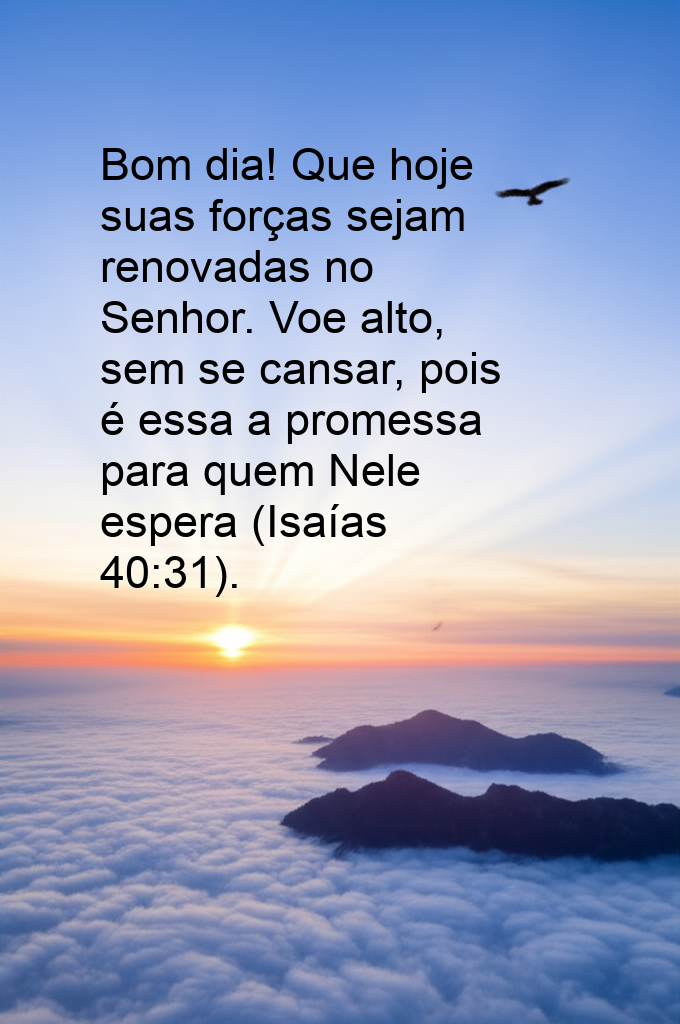 Bom dia! Que hoje
suas forças sejam
renovadas no
Senhor. Voe alto,
sem se cansar, pois
é essa a promessa
para quem Nele
espera (Isaías
40:31).